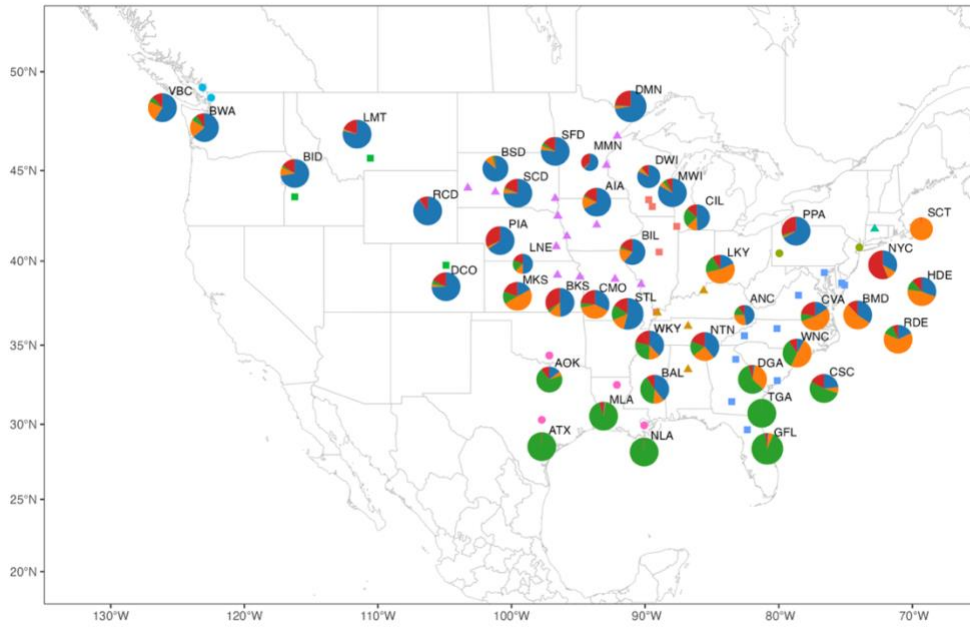 50°N
45°N
40°N
35°N
30°N
25°N
20°N
VBC
BWA
BID
LMT
RCD
BSD
SCD
SFD
MMN
DMN
AIA
DWI
MWI
CIL
PIA
LNE
DCO
MKS
BKS
CMO
BIL
STL
LKY
PPA
SCT
NYC
HDE
ANC
CVA
BMD
RDE
WKY
NTN
WNC
AOK
BAL
DGA
CSC
MLA
TGA
ATX
NLA
GFL
130°W
120°W
110°W
100°W
90°W
80°W
70°W